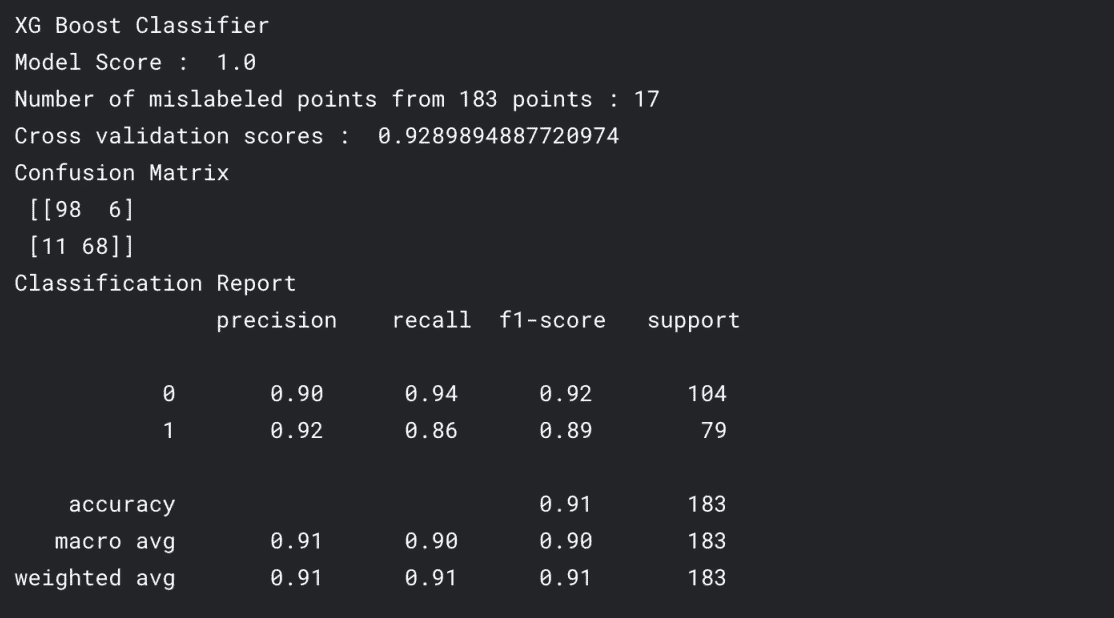 XG Boost Classifier
Model Score :  1.0
Number of mislabeled points from 183 points : 17
Cross validation scores :  0.9289894887720974
Confusion Matrix
 [[98  6]
 [11 68]]
Classification Report
               precision    recall  f1-score   support

           0       0.90      0.94      0.92       104
           1       0.92      0.86      0.89        79

    accuracy                           0.91       183
   macro avg       0.91      0.90      0.90       183
weighted avg       0.91      0.91      0.91       183